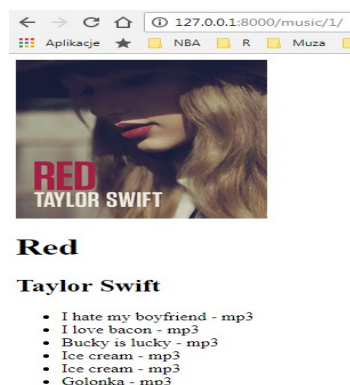 127.0.0.1:8000/music/1/
Aplikacje NBA R Muza
RED
TAYLOR SWIFT
Red
Taylor Swift
I hate my boyfriend - mp3
I love bacon - mp3
Bucky is lucky - mp3
Ice cream - mp3
Ice cream - mp3
Golonka - mp3